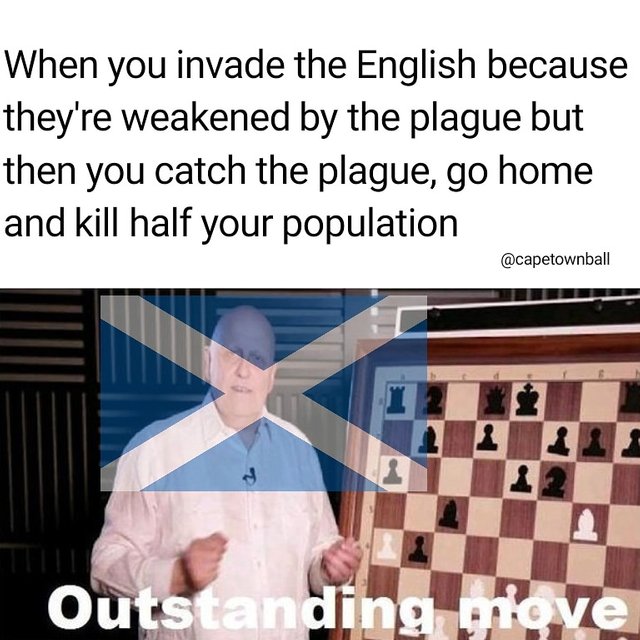 When you invade the English because
they're weakened by the plague but
then you catch the plague, go home
and kill half your population
@capetownball
Outstanding move